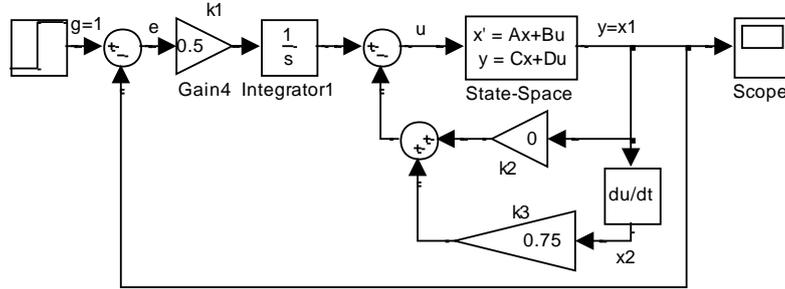 g=1
e
k1
0.5
Gain4
1
s
Integrator1
u
x' = Ax+Bu
y = Cx+Du
State-Space
y=x1
Scope
0
k2
du/dt
k3
0.75
x2